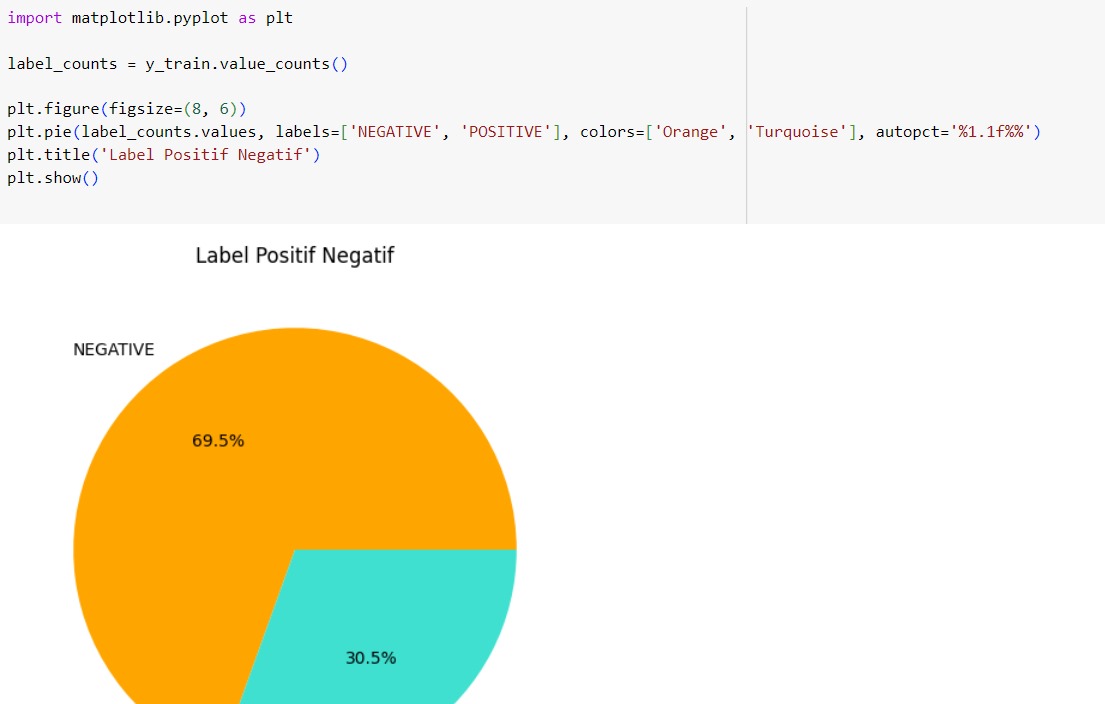 import matplotlib.pyplot as plt
label_counts = y_train.value_counts()
plt.figure(figsize=(8, 6))
plt.pie(label_counts.values, labels=['NEGATIVE', 'POSITIVE'], colors=['Orange', 'Turquoise'], autopct='%1.1f%%')
plt.title('Label Positif Negatif')
plt.show()
Label Positif Negatif
NEGATIVE
69.5%
30.5%